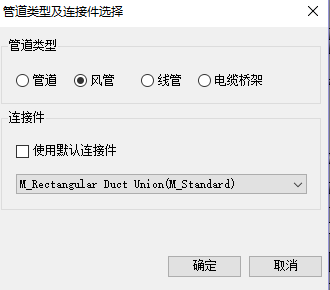 管道类型及连接件选择
管道类型
管道 风管 线管 电缆桥架
连接件
使用默认连接件
M_Rectangular Duct Union(M_Standard)
确定 取消